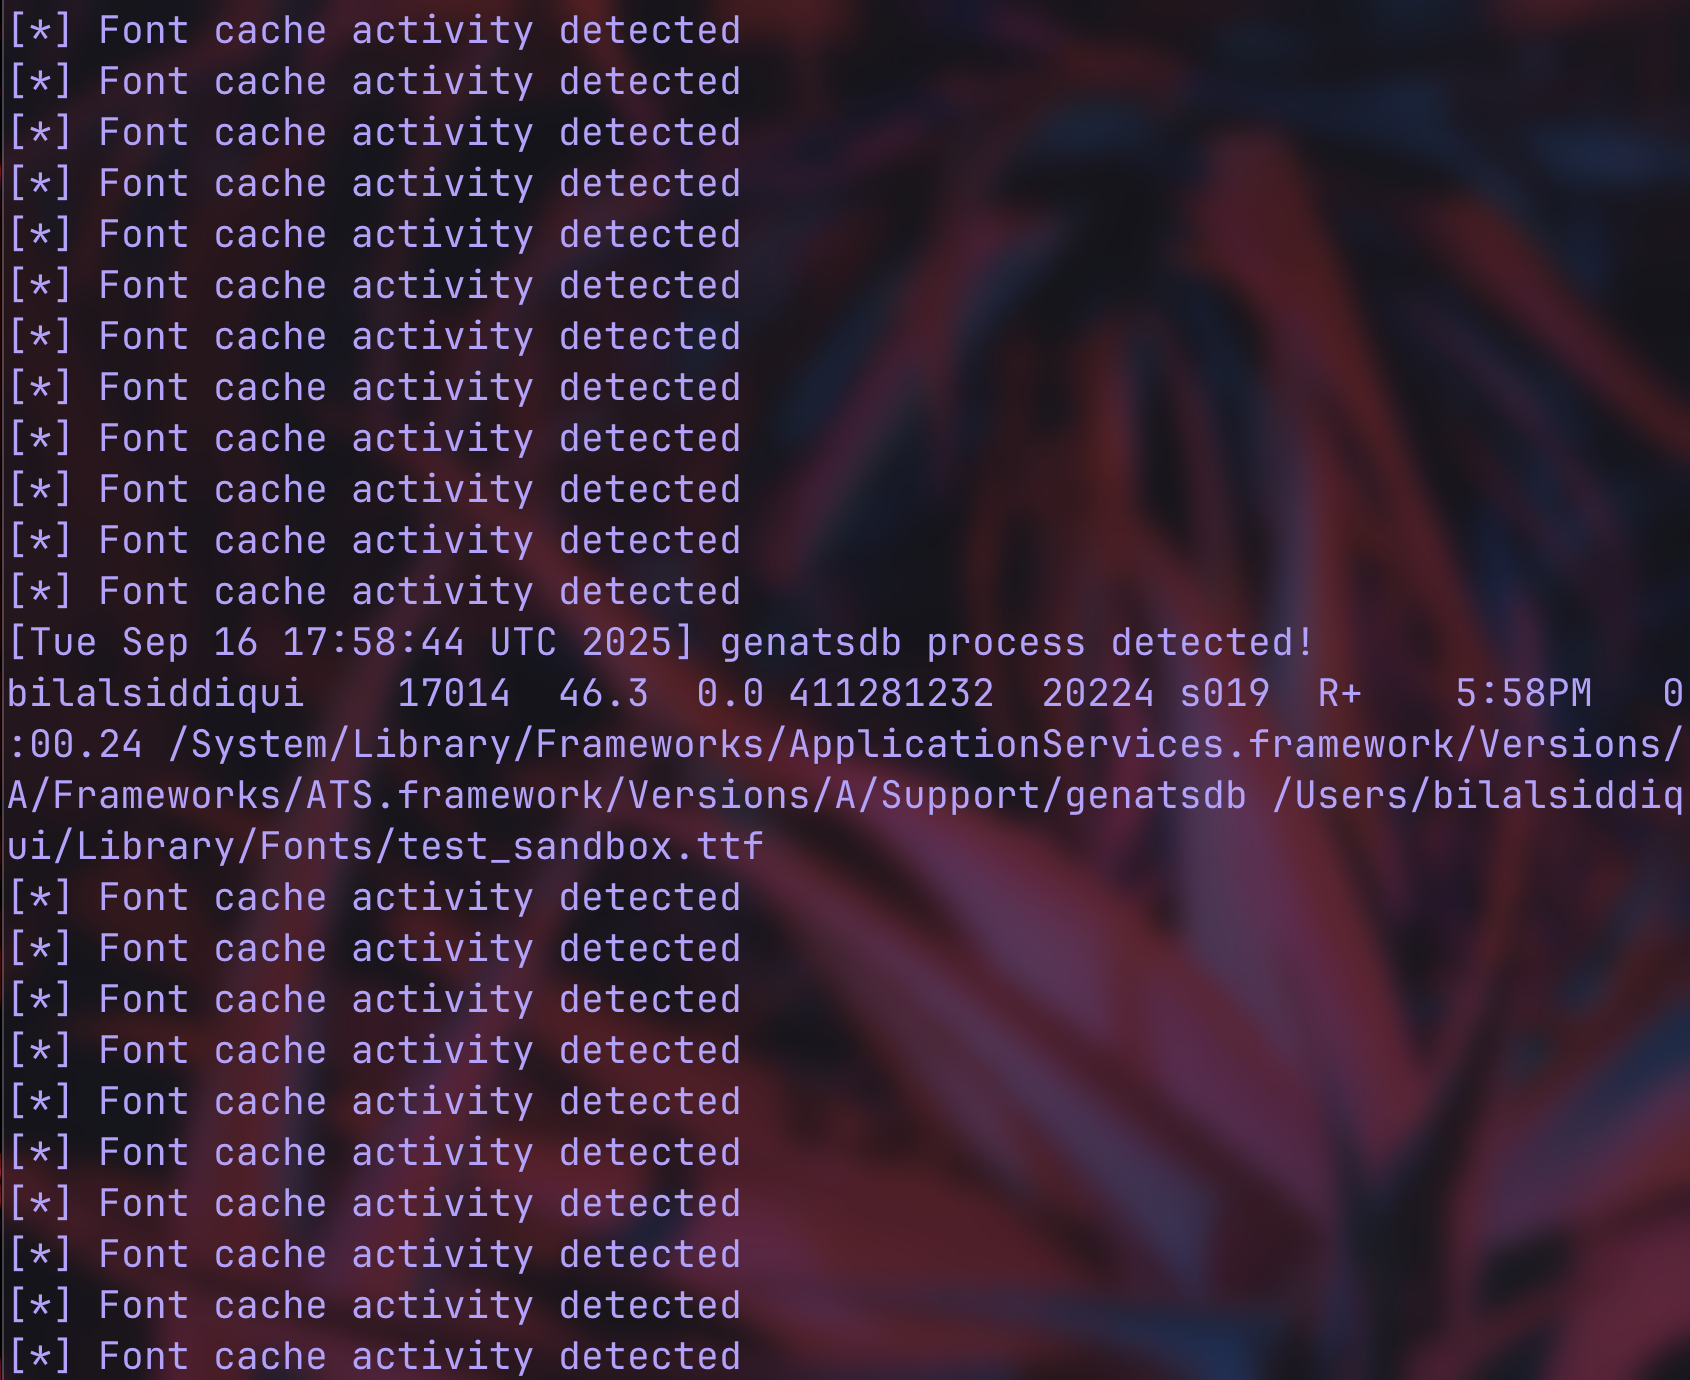 [*] Font cache activity detected
[*] Font cache activity detected
[*] Font cache activity detected
[*] Font cache activity detected
[*] Font cache activity detected
[*] Font cache activity detected
[*] Font cache activity detected
[*] Font cache activity detected
[*] Font cache activity detected
[*] Font cache activity detected
[*] Font cache activity detected
[*] Font cache activity detected
[Tue Sep 16 17:58:44 UTC 2025] genatsdb process detected!
bilalsiddiqui    17014  46.3  0.0 411281232  20224 s019  R+    5:58PM   0
:00.24 /System/Library/Frameworks/ApplicationServices.framework/Versions/
A/Frameworks/ATS.framework/Versions/A/Support/genatsdb /Users/bilalsiddiq
ui/Library/Fonts/test_sandbox.ttf
[*] Font cache activity detected
[*] Font cache activity detected
[*] Font cache activity detected
[*] Font cache activity detected
[*] Font cache activity detected
[*] Font cache activity detected
[*] Font cache activity detected
[*] Font cache activity detected
[*] Font cache activity detected
[*] Font cache activity detected